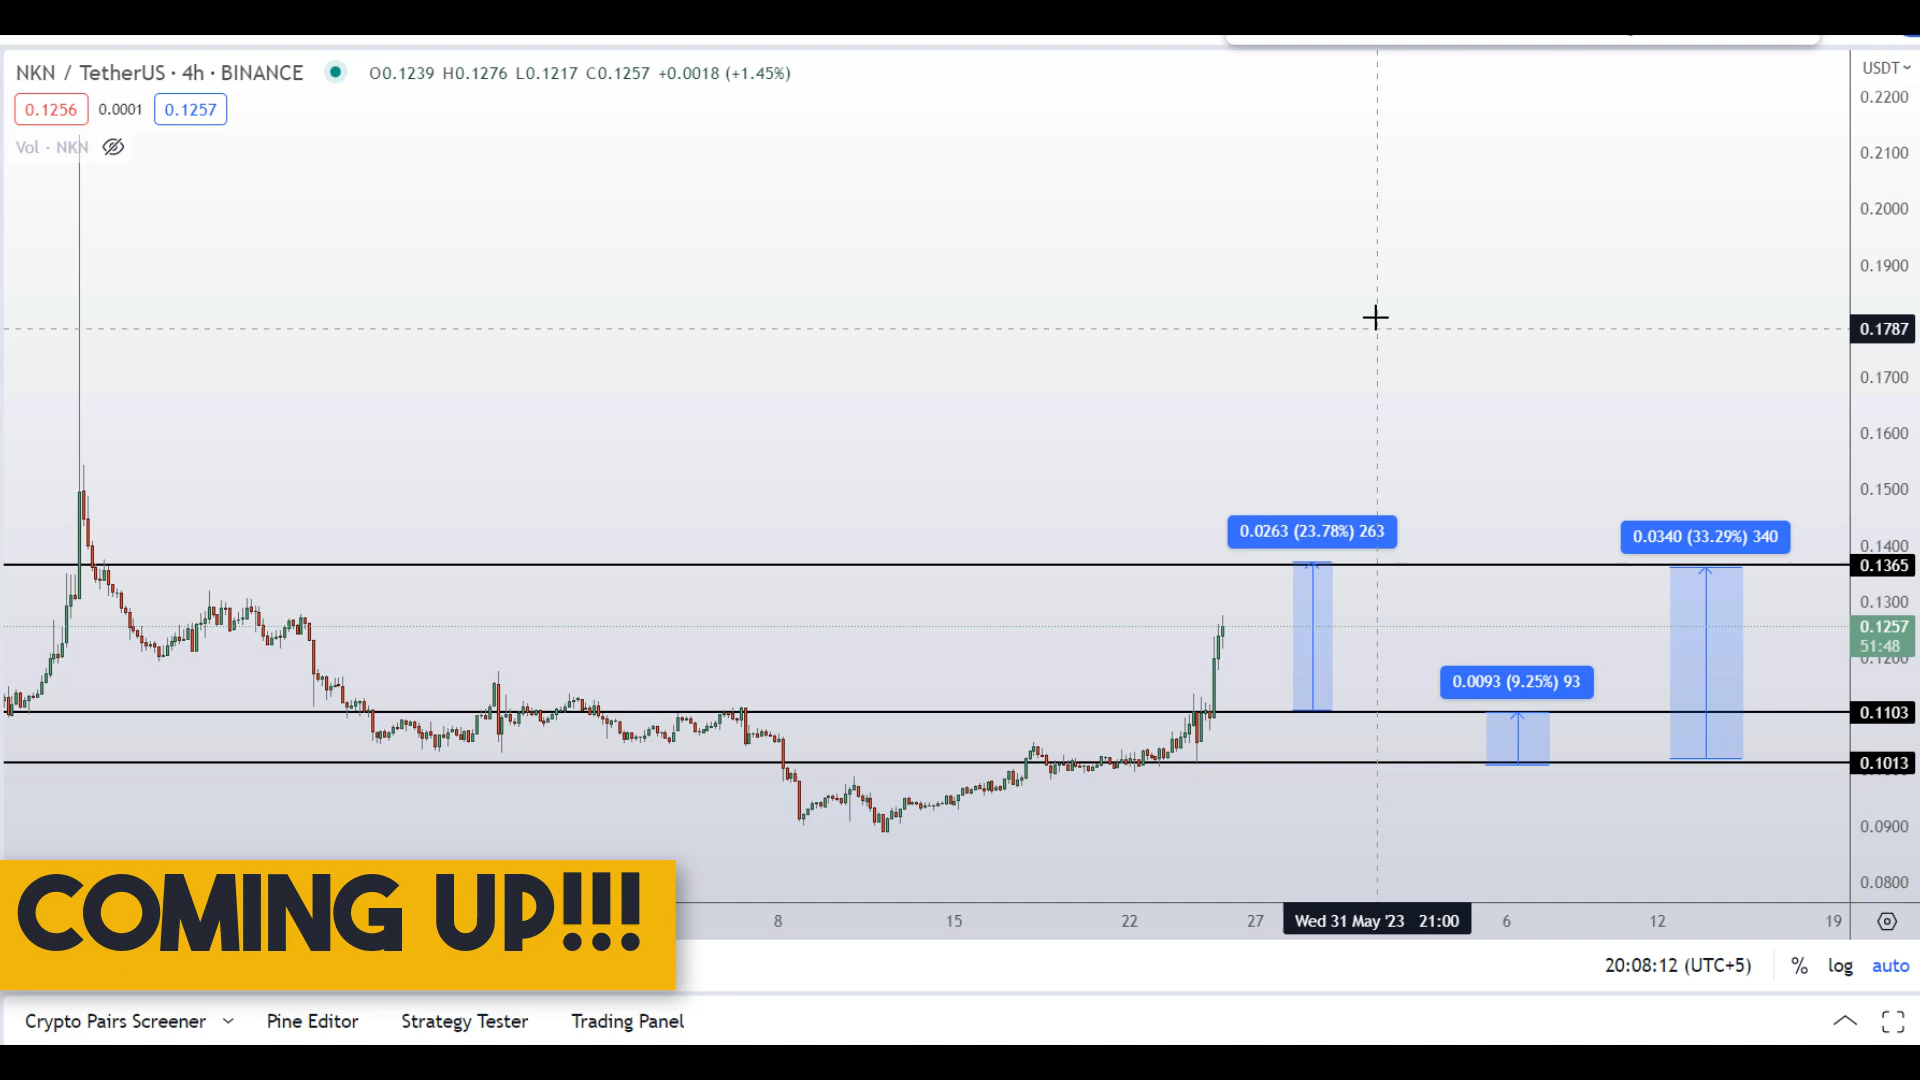 NKN / TetherUS · 4h · BINANCE O0.1239 H0.1276 L0.1217 C0.1257 +0.0018 (+1.45%)
USDT
0.1256 0.0001 0.1257
Vol · NKN
0.2200
0.2100
0.2000
0.1900
0.1787
0.1700
0.1600
0.1500
0.0263 (23.78%) 263
0.0340 (33.29%) 340
0.1400
0.1365
0.1300
0.1257
51:48
0.1200
0.0093 (9.25%) 93
0.1103
0.1013
0.0900
0.0800
COMING UP!!!
8 15 22 27 Wed 31 May '23 21:00 6 12 19
20:08:12 (UTC+5) % log auto
Crypto Pairs Screener Pine Editor Strategy Tester Trading Panel